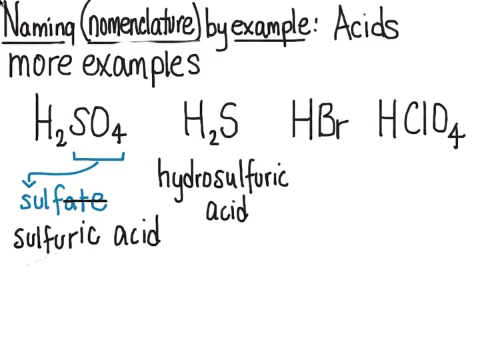 Naming (nomenclature) by example: Acids
more examples
H₂SO₄ H₂S HBr HClO₄
sulfate
hydrosulfuric
acid
sulfuric acid